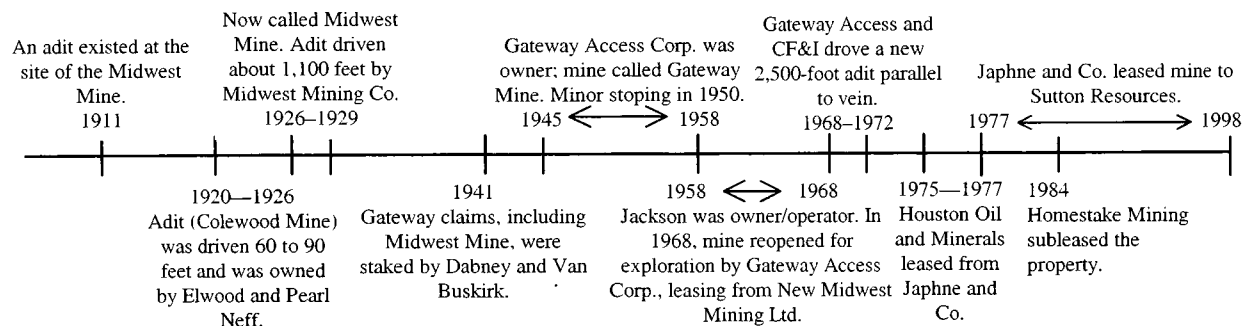 An adit existed at the
site of the Midwest
Mine.
1911
Now called Midwest
Mine. Adit driven
about 1,100 feet by
Midwest Mining Co.
1926–1929
Gateway Access Corp. was
owner; mine called Gateway
Mine. Minor stoping in 1950.
1945
1958
Gateway Access and
CF&I drove a new
2,500-foot adit parallel
to vein.
1968–1972
Japhne and Co. leased mine to
Sutton Resources.
1977
1998
1920—1926
Adit (Colewood Mine)
was driven 60 to 90
feet and was owned
by Elwood and Pearl
Neff.
1941
Gateway claims, including
Midwest Mine, were
staked by Dabney and Van
Buskirk.
1958
1968
Jackson was owner/operator. In
1968, mine reopened for
exploration by Gateway Access
Corp., leasing from New Midwest
Mining Ltd.
1975—1977
Houston Oil
and Minerals
leased from
Japhne and
Co.
1984
Homestake Mining
subleased the
property.